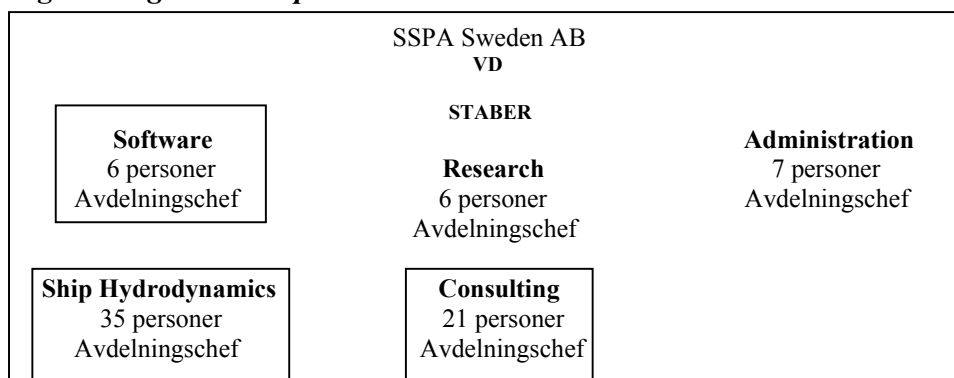 SSPA Sweden AB
VD
STABER
Software
6 personer
Avdelningschef
Research
6 personer
Avdelningschef
Administration
7 personer
Avdelningschef
Ship Hydrodynamics
35 personer
Avdelningschef
Consulting
21 personer
Avdelningschef